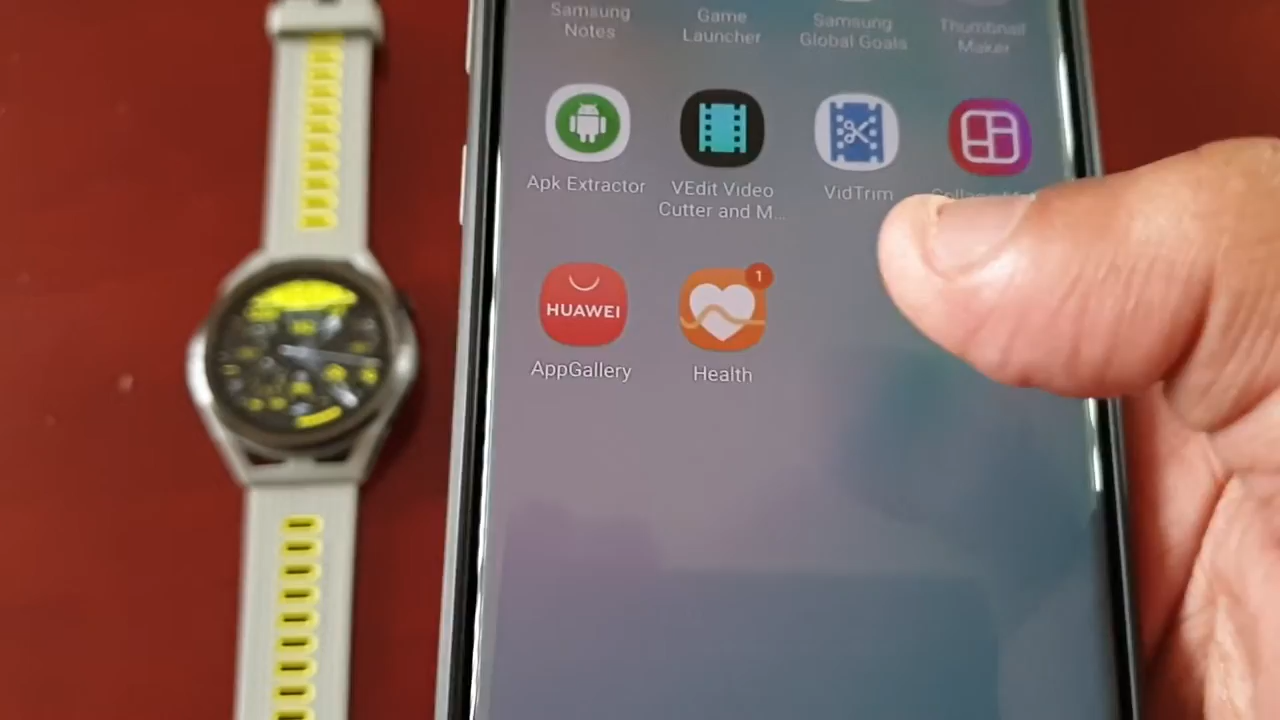 Samsung
Notes
Game
Launcher
Samsung
Global Goals
Thumbnail
Maker
Apk Extractor
VEdit Video
Cutter and M...
VidTrim
HUAWEI
AppGallery
1
Health